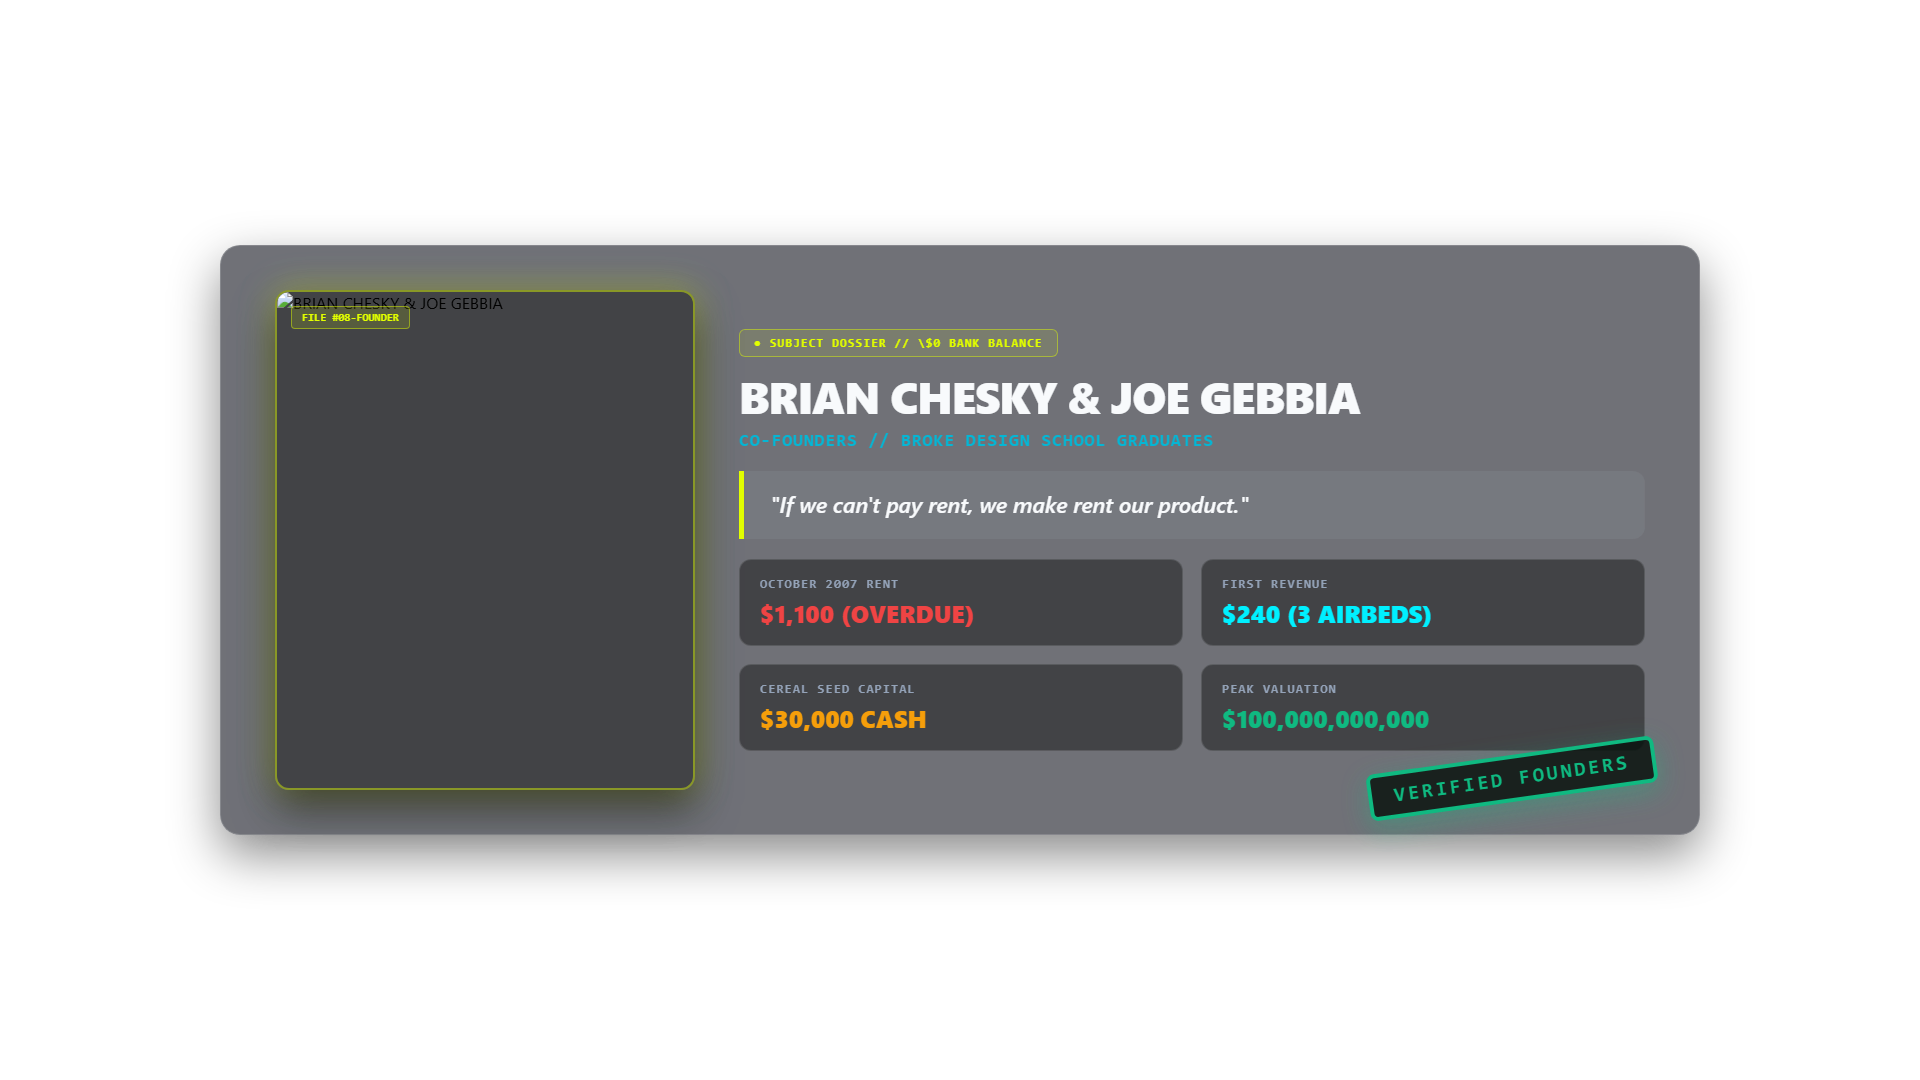 BRIAN CHESKY & JOE GEBBIA
FILE #08-FOUNDER
● SUBJECT DOSSIER // \$0 BANK BALANCE
BRIAN CHESKY & JOE GEBBIA
CO-FOUNDERS // BROKE DESIGN SCHOOL GRADUATES
"If we can't pay rent, we make rent our product."
OCTOBER 2007 RENT
$1,100 (OVERDUE)
FIRST REVENUE
$240 (3 AIRBEDS)
CEREAL SEED CAPITAL
$30,000 CASH
PEAK VALUATION
$100,000,000,000
VERIFIED FOUNDERS